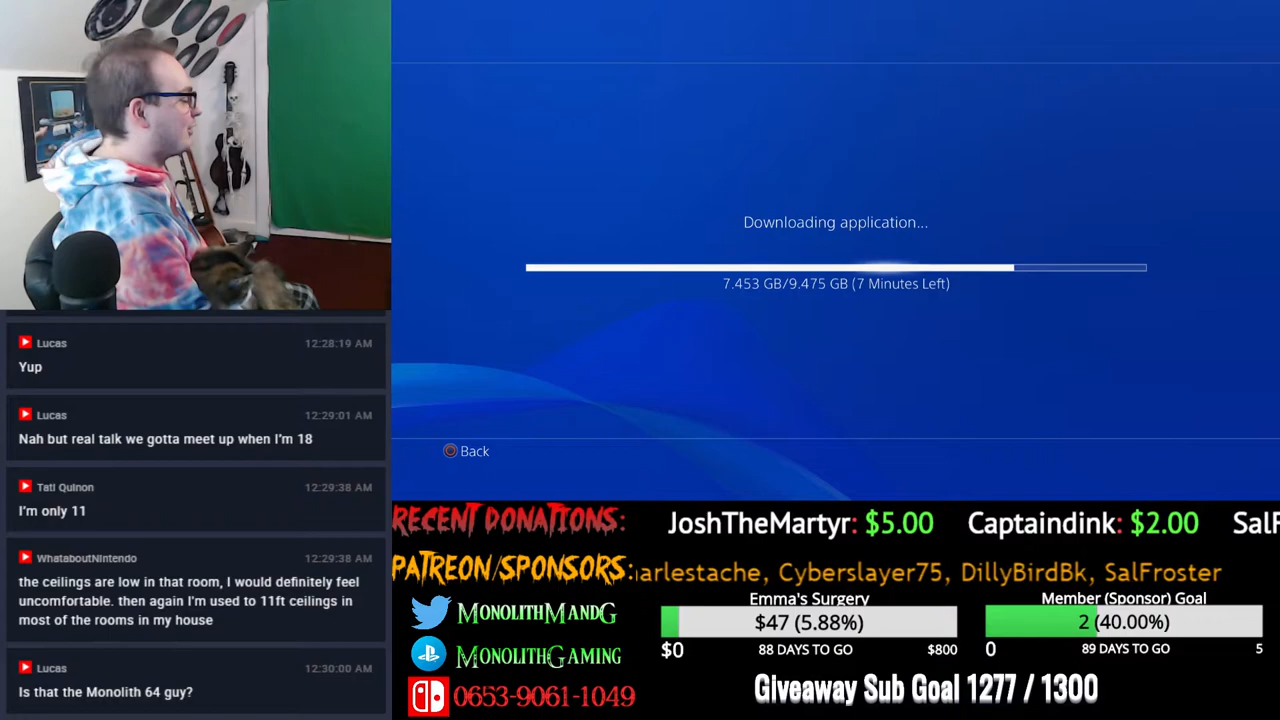 Downloading application...
7.453 GB/9.475 GB (7 Minutes Left)
Back
Lucas 12:28:19 AM
Yup
Lucas 12:29:01 AM
Nah but real talk we gotta meet up when I'm 18
Tati Quinon 12:29:38 AM
I'm only 11
WhataboutNintendo 12:29:38 AM
the ceilings are low in that room, I would definitely feel
uncomfortable. then again I'm used to 11ft ceilings in
most of the rooms in my house
Lucas 12:30:00 AM
Is that the Monolith 64 guy?
RECENT DONATIONS: JoshTheMartyr: $5.00 Captaindink: $2.00 SalF
PATREON/SPONSORS: arlestache, Cyberslayer75, DillyBirdBk, SalFroster
MonolithMandG
MonolithGaming
0653-9061-1049
Emma's Surgery
$47 (5.88%)
$0 88 DAYS TO GO $800
Member (Sponsor) Goal
2 (40.00%)
0 89 DAYS TO GO 5
Giveaway Sub Goal 1277 / 1300